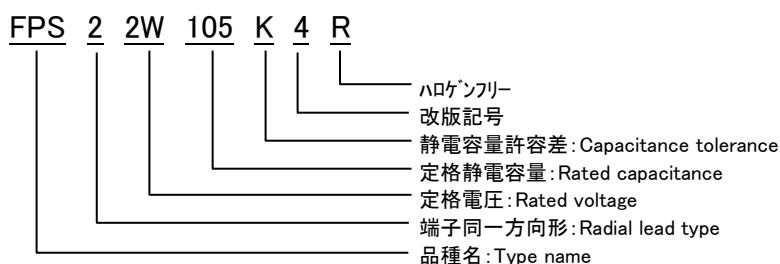 FPS 2 2W 105 K 4 R
ﾊﾛｹﾞﾝﾌﾘｰ
改版記号
静電容量許容差:Capacitance tolerance
定格静電容量:Rated capacitance
定格電圧:Rated voltage
端子同一方向形:Radial lead type
品種名:Type name